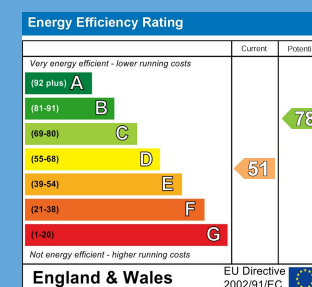 Energy Efficiency Rating
Current
Very energy efficient - lower running costs
(92 plus) A
(81-91) B
(69-80) C
(55-68) D
(39-54) E
(21-38) F
(1-20) G
51
78
Not energy efficient - higher running costs
England & Wales
EU Directive
2002/91/EC